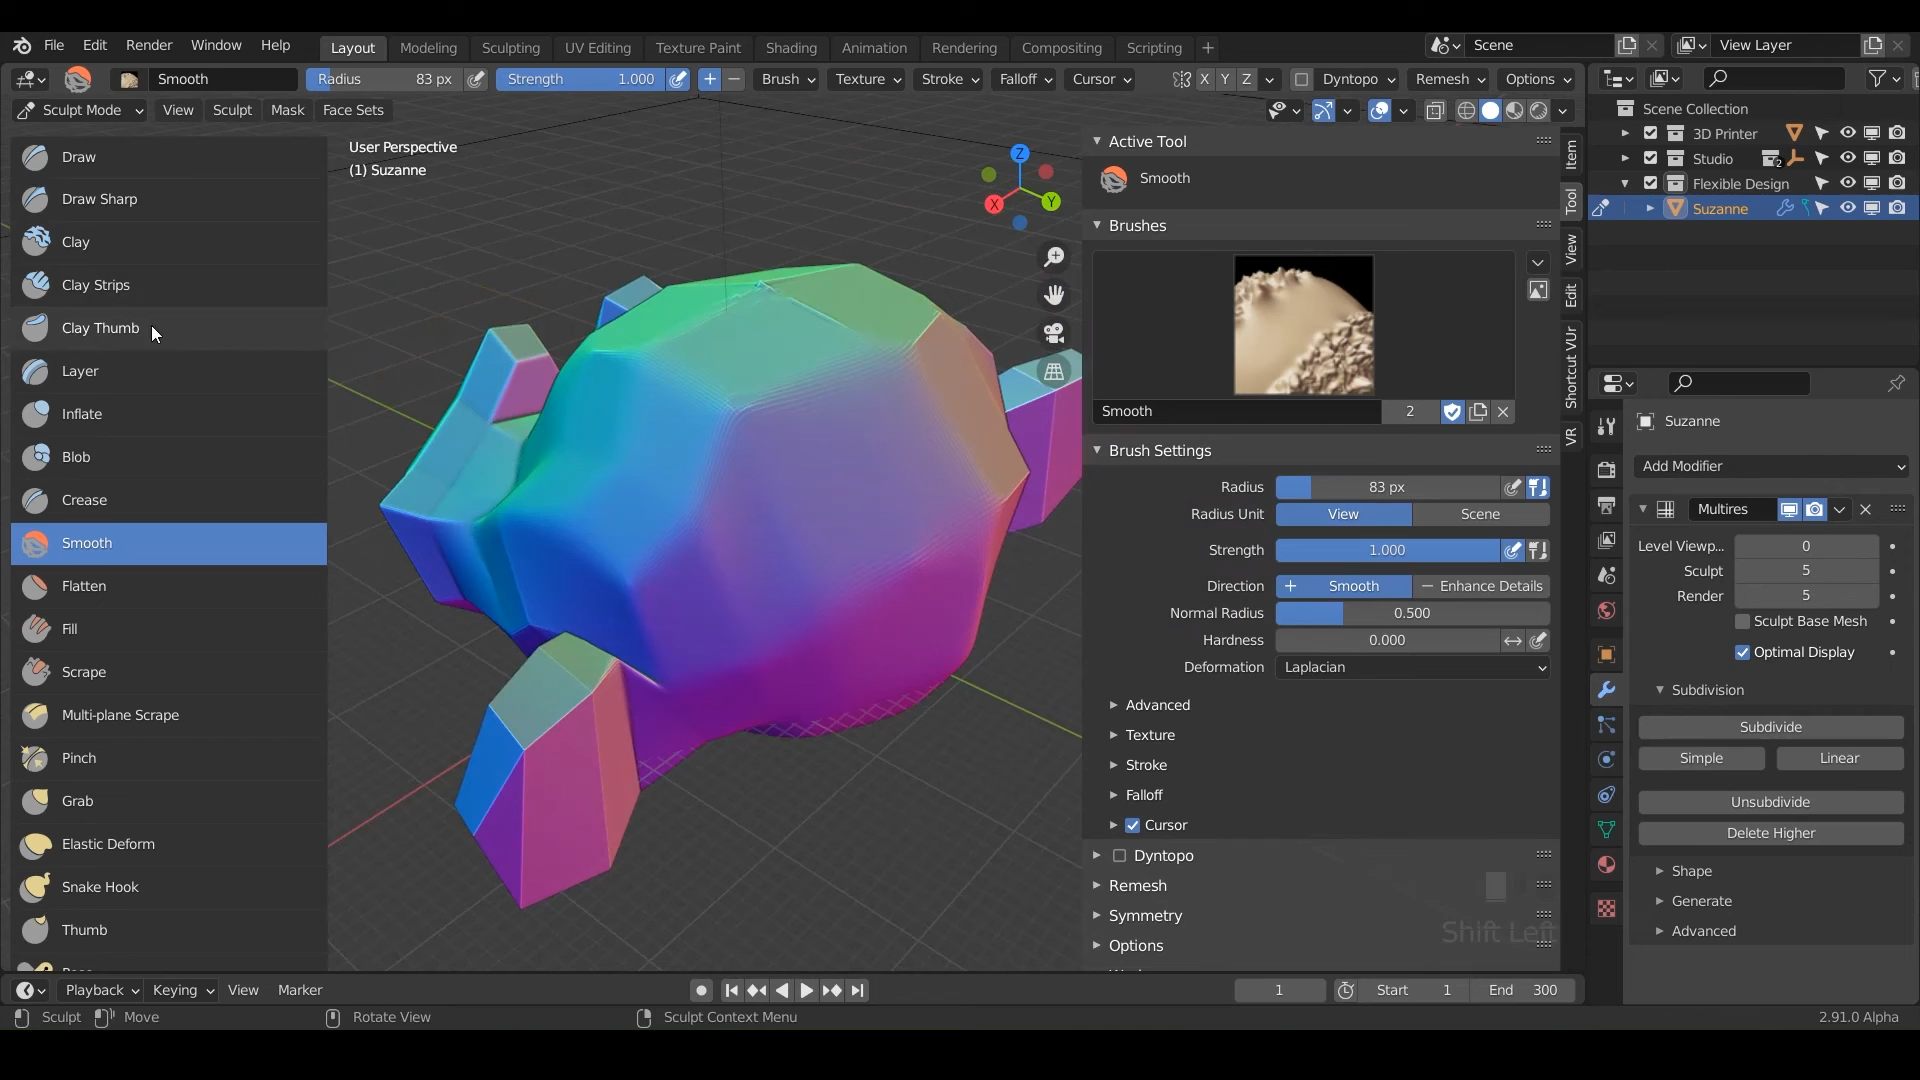 File Edit Render Window Help Layout Modeling Sculpting UV Editing Texture Paint Shading Animation Rendering Compositing Scripting + Scene View Layer
Smooth Radius 83 px Strength 1.000 Brush Texture Stroke Falloff Cursor X Y Z Dyntopo Remesh Options
Sculpt Mode View Sculpt Mask Face Sets
Draw
Draw Sharp
Clay
Clay Strips
Clay Thumb
Layer
Inflate
Blob
Crease
Smooth
Flatten
Fill
Scrape
Multi-plane Scrape
Pinch
Grab
Elastic Deform
Snake Hook
Thumb
User Perspective
(1) Suzanne
Z
X
Y
Active Tool
Smooth
Brushes
Smooth 2
Brush Settings
Radius 83 px
Radius Unit View Scene
Strength 1.000
Direction + Smooth − Enhance Details
Normal Radius 0.500
Hardness 0.000
Deformation Laplacian
Advanced
Texture
Stroke
Falloff
Cursor
Dyntopo
Remesh
Symmetry
Options
Shift Left
Item
Tool
View
Edit
Shortcut VUr
VR
Scene Collection
3D Printer
Studio 2
Flexible Design
Suzanne
Suzanne
Add Modifier
Multires
Level Viewp... 0
Sculpt 5
Render 5
Sculpt Base Mesh
Optimal Display
Subdivision
Subdivide
Simple Linear
Unsubdivide
Delete Higher
Shape
Generate
Advanced
Playback Keying View Marker 1 Start 1 End 300
Sculpt Move Rotate View Sculpt Context Menu 2.91.0 Alpha